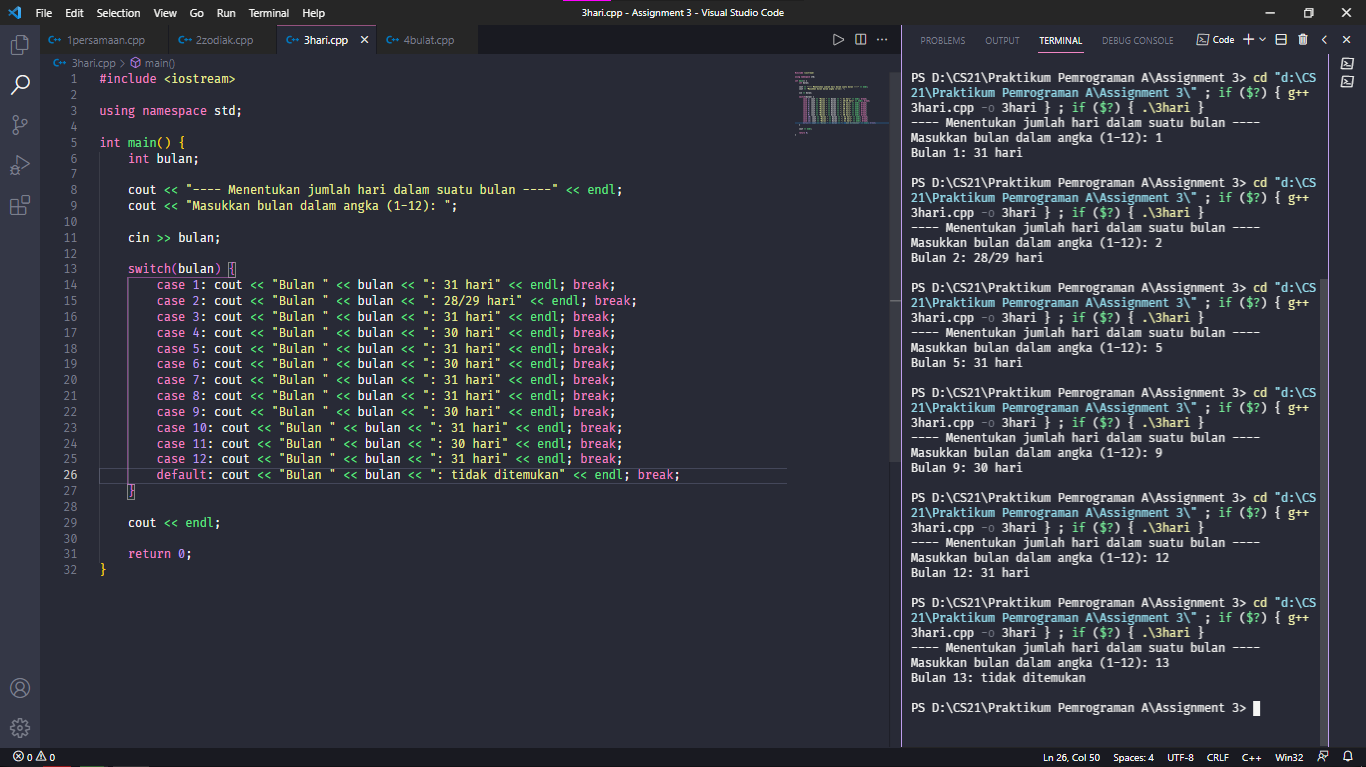 File Edit Selection View Go Run Terminal Help 3hari.cpp - Assignment 3 - Visual Studio Code
C++ 1persamaan.cpp C++ 2zodiak.cpp C++ 3hari.cpp C++ 4bulat.cpp
C++ 3hari.cpp > main()
1 #include <iostream>
2
3 using namespace std;
4
5 int main() {
6 int bulan;
7
8 cout << "---- Menentukan jumlah hari dalam suatu bulan ----" << endl;
9 cout << "Masukkan bulan dalam angka (1-12): ";
10
11 cin >> bulan;
12
13 switch(bulan) {
14 case 1: cout << "Bulan " << bulan << ": 31 hari" << endl; break;
15 case 2: cout << "Bulan " << bulan << ": 28/29 hari" << endl; break;
16 case 3: cout << "Bulan " << bulan << ": 31 hari" << endl; break;
17 case 4: cout << "Bulan " << bulan << ": 30 hari" << endl; break;
18 case 5: cout << "Bulan " << bulan << ": 31 hari" << endl; break;
19 case 6: cout << "Bulan " << bulan << ": 30 hari" << endl; break;
20 case 7: cout << "Bulan " << bulan << ": 31 hari" << endl; break;
21 case 8: cout << "Bulan " << bulan << ": 31 hari" << endl; break;
22 case 9: cout << "Bulan " << bulan << ": 30 hari" << endl; break;
23 case 10: cout << "Bulan " << bulan << ": 31 hari" << endl; break;
24 case 11: cout << "Bulan " << bulan << ": 30 hari" << endl; break;
25 case 12: cout << "Bulan " << bulan << ": 31 hari" << endl; break;
26 default: cout << "Bulan " << bulan << ": tidak ditemukan" << endl; break;
27 }
28
29 cout << endl;
30
31 return 0;
32 }
PROBLEMS OUTPUT TERMINAL DEBUG CONSOLE Code
PS D:\CS21\Praktikum Pemrograman A\Assignment 3> cd "d:\CS
21\Praktikum Pemrograman A\Assignment 3\" ; if ($?) { g++
3hari.cpp -o 3hari } ; if ($?) { .\3hari }
---- Menentukan jumlah hari dalam suatu bulan ----
Masukkan bulan dalam angka (1-12): 1
Bulan 1: 31 hari
PS D:\CS21\Praktikum Pemrograman A\Assignment 3> cd "d:\CS
21\Praktikum Pemrograman A\Assignment 3\" ; if ($?) { g++
3hari.cpp -o 3hari } ; if ($?) { .\3hari }
---- Menentukan jumlah hari dalam suatu bulan ----
Masukkan bulan dalam angka (1-12): 2
Bulan 2: 28/29 hari
PS D:\CS21\Praktikum Pemrograman A\Assignment 3> cd "d:\CS
21\Praktikum Pemrograman A\Assignment 3\" ; if ($?) { g++
3hari.cpp -o 3hari } ; if ($?) { .\3hari }
---- Menentukan jumlah hari dalam suatu bulan ----
Masukkan bulan dalam angka (1-12): 5
Bulan 5: 31 hari
PS D:\CS21\Praktikum Pemrograman A\Assignment 3> cd "d:\CS
21\Praktikum Pemrograman A\Assignment 3\" ; if ($?) { g++
3hari.cpp -o 3hari } ; if ($?) { .\3hari }
---- Menentukan jumlah hari dalam suatu bulan ----
Masukkan bulan dalam angka (1-12): 9
Bulan 9: 30 hari
PS D:\CS21\Praktikum Pemrograman A\Assignment 3> cd "d:\CS
21\Praktikum Pemrograman A\Assignment 3\" ; if ($?) { g++
3hari.cpp -o 3hari } ; if ($?) { .\3hari }
---- Menentukan jumlah hari dalam suatu bulan ----
Masukkan bulan dalam angka (1-12): 12
Bulan 12: 31 hari
PS D:\CS21\Praktikum Pemrograman A\Assignment 3> cd "d:\CS
21\Praktikum Pemrograman A\Assignment 3\" ; if ($?) { g++
3hari.cpp -o 3hari } ; if ($?) { .\3hari }
---- Menentukan jumlah hari dalam suatu bulan ----
Masukkan bulan dalam angka (1-12): 13
Bulan 13: tidak ditemukan
PS D:\CS21\Praktikum Pemrograman A\Assignment 3>
0 0 Ln 26, Col 50 Spaces: 4 UTF-8 CRLF C++ Win32